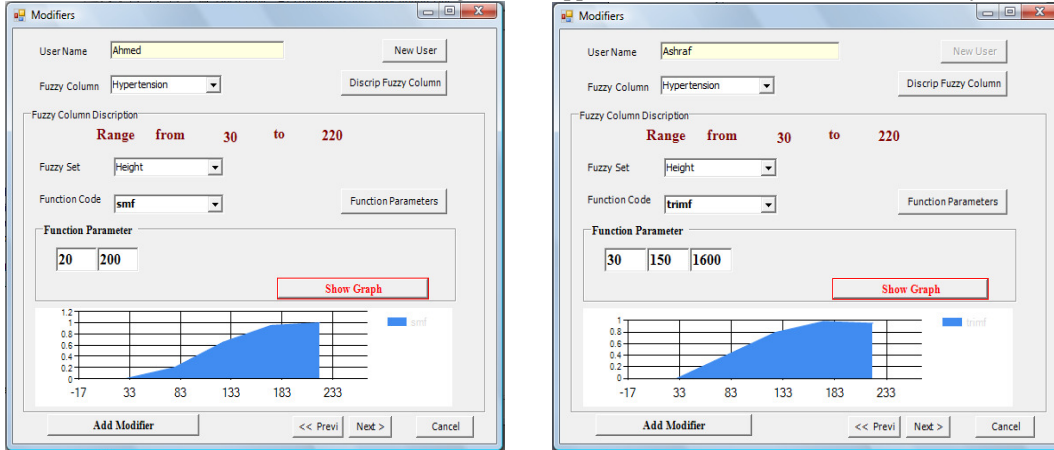 Modifiers
User Name Ahmed New User
Fuzzy Column Hypertension Discrip Fuzzy Column
Fuzzy Column Discription
Range from 30 to 220
Fuzzy Set Height
Function Code smf Function Parameters
Function Parameter
20 200
Show Graph
smf
1.2
1
0.8
0.6
0.4
0.2
0
-17 33 83 133 183 233
Add Modifier << Previ Next > Cancel
Modifiers
User Name Ashraf New User
Fuzzy Column Hypertension Discrip Fuzzy Column
Fuzzy Column Discription
Range from 30 to 220
Fuzzy Set Height
Function Code trimf Function Parameters
Function Parameter
30 150 1600
Show Graph
trimf
1
0.8
0.6
0.4
0.2
0
-17 33 83 133 183 233
Add Modifier << Previ Next > Cancel